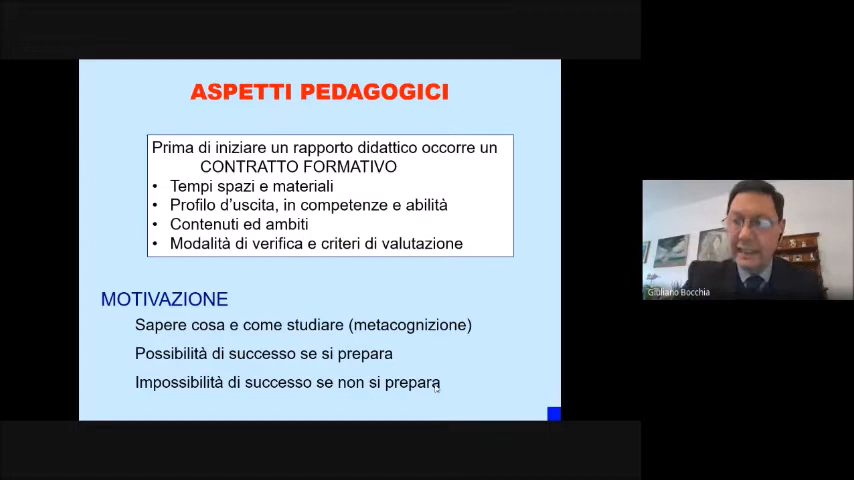 ASPETTI PEDAGOGICI
Prima di iniziare un rapporto didattico occorre un
CONTRATTO FORMATIVO
• Tempi spazi e materiali
• Profilo d'uscita, in competenze e abilità
• Contenuti ed ambiti
• Modalità di verifica e criteri di valutazione
MOTIVAZIONE
Sapere cosa e come studiare (metacognizione)
Possibilità di successo se si prepara
Impossibilità di successo se non si prepara
Giuliano Bocchia